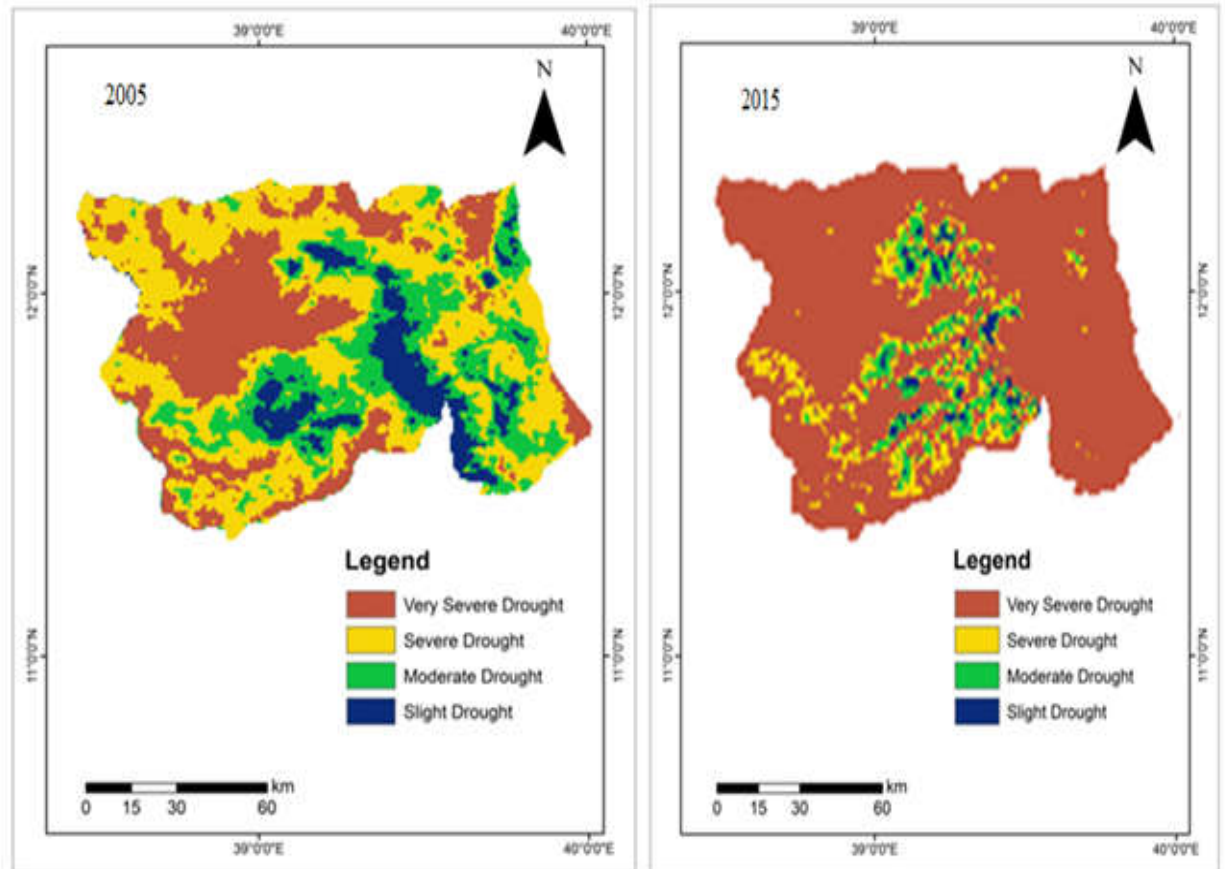 39°0'0"E 40°0'0"E
2005
N
12°0'0"N
12°0'0"N
Legend
Very Severe Drought
Severe Drought
Moderate Drought
Slight Drought
11°0'0"N
11°0'0"N
km
0 15 30 60
39°0'0"E 40°0'0"E
39°0'0"E 40°0'0"E
2015
N
12°0'0"N
12°0'0"N
Legend
Very Severe Drought
Severe Drought
Moderate Drought
Slight Drought
11°0'0"N
11°0'0"N
km
0 15 30 60
39°0'0"E 40°0'0"E